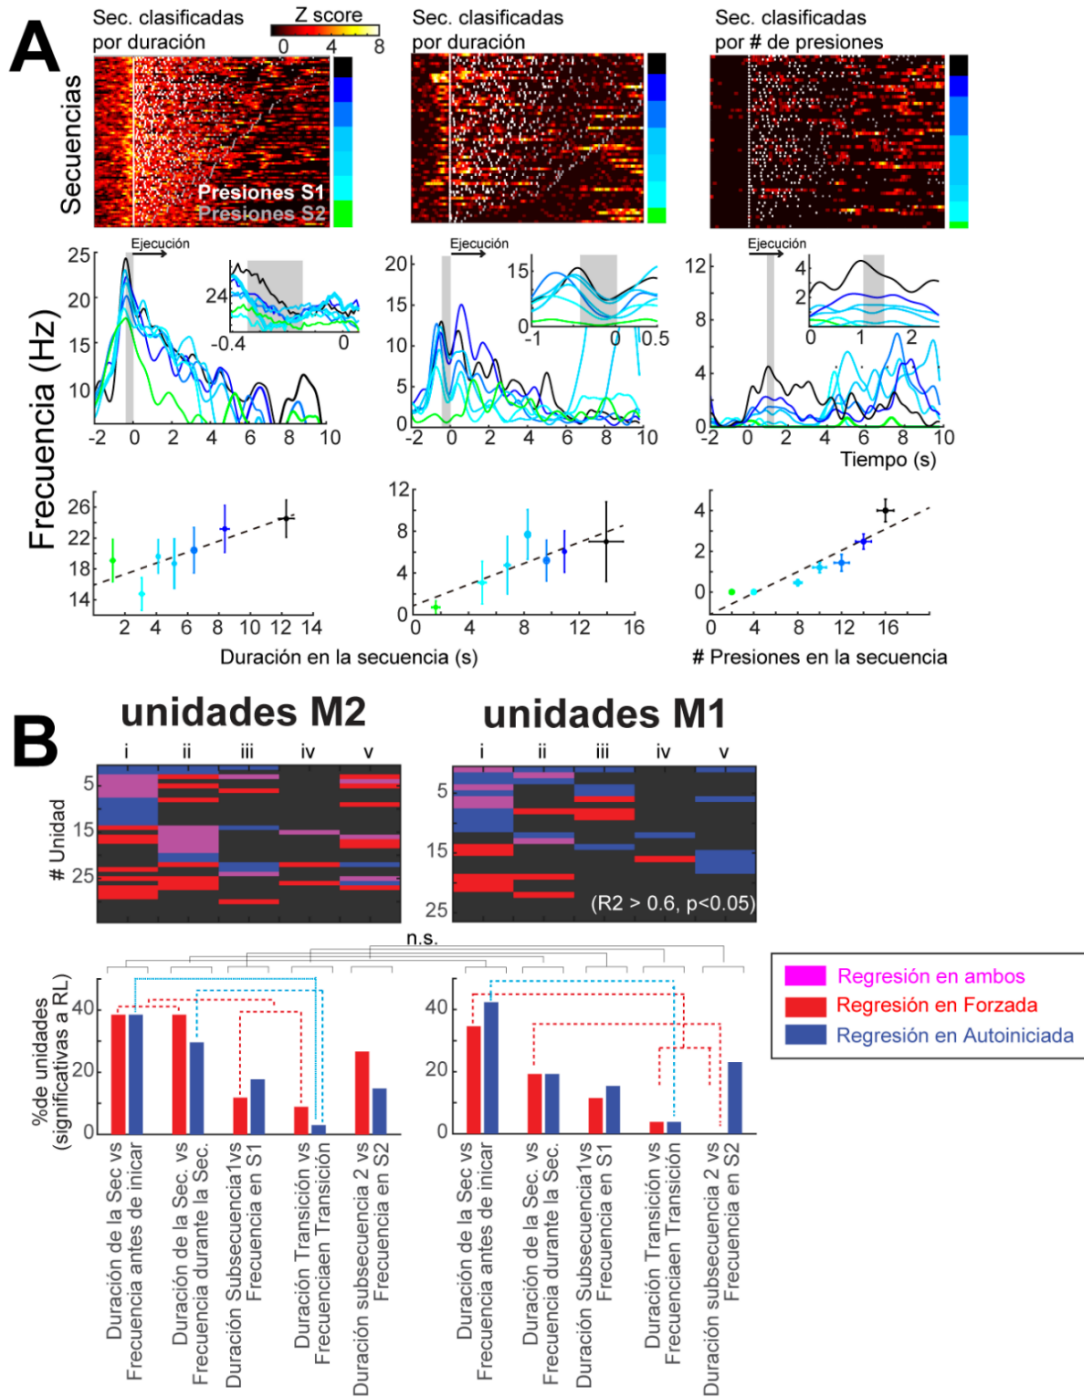 A
Sec. clasificadas
por duración
Z score
0 4 8
Sec. clasificadas
por duración
Sec. clasificadas
por # de presiones
Secuencias
Presiones S1
Presiones S2
Frecuencia (Hz)
Ejecución
25
20
15
10
24
-0.4 0
-2 0 2 4 6 8 10
Ejecución
20
15
10
5
0
15
0
-1 0 0.5
-2 0 2 4 6 8 10
Ejecución
12
8
4
0
4
2
0
0 1 2
-2 0 2 4 6 8 10
Tiempo (s)
26
22
18
14
2 4 6 8 10 12 14
12
8
4
0
0 4 8 12 16
Duración en la secuencia (s)
4
2
0
0 4 8 12 16
# Presiones en la secuencia
B
unidades M2
unidades M1
i ii iii iv v
i ii iii iv v
# Unidad
5
15
25
5
15
25
(R2 > 0.6, p<0.05)
n.s.
%de unidades
(significativas a RL)
40
20
0
40
20
0
Regresión en ambos
Regresión en Forzada
Regresión en Autoiniciada
Duración de la Sec vs
Frecuencia antes de inicar
Duración de la Sec. vs
Frecuencia durante la Sec.
Duración Subsecuencia1vs
Frecuencia en S1
Duración Transición vs
Frecuenciaen Transición
Duración subsecuencia 2 vs
Frecuencia en S2
Duración de la Sec vs
Frecuencia antes de inicar
Duración de la Sec. vs
Frecuencia durante la Sec.
Duración Subsecuencia1vs
Frecuencia en S1
Duración Transición vs
Frecuenciaen Transición
Duración subsecuencia 2 vs
Frecuencia en S2